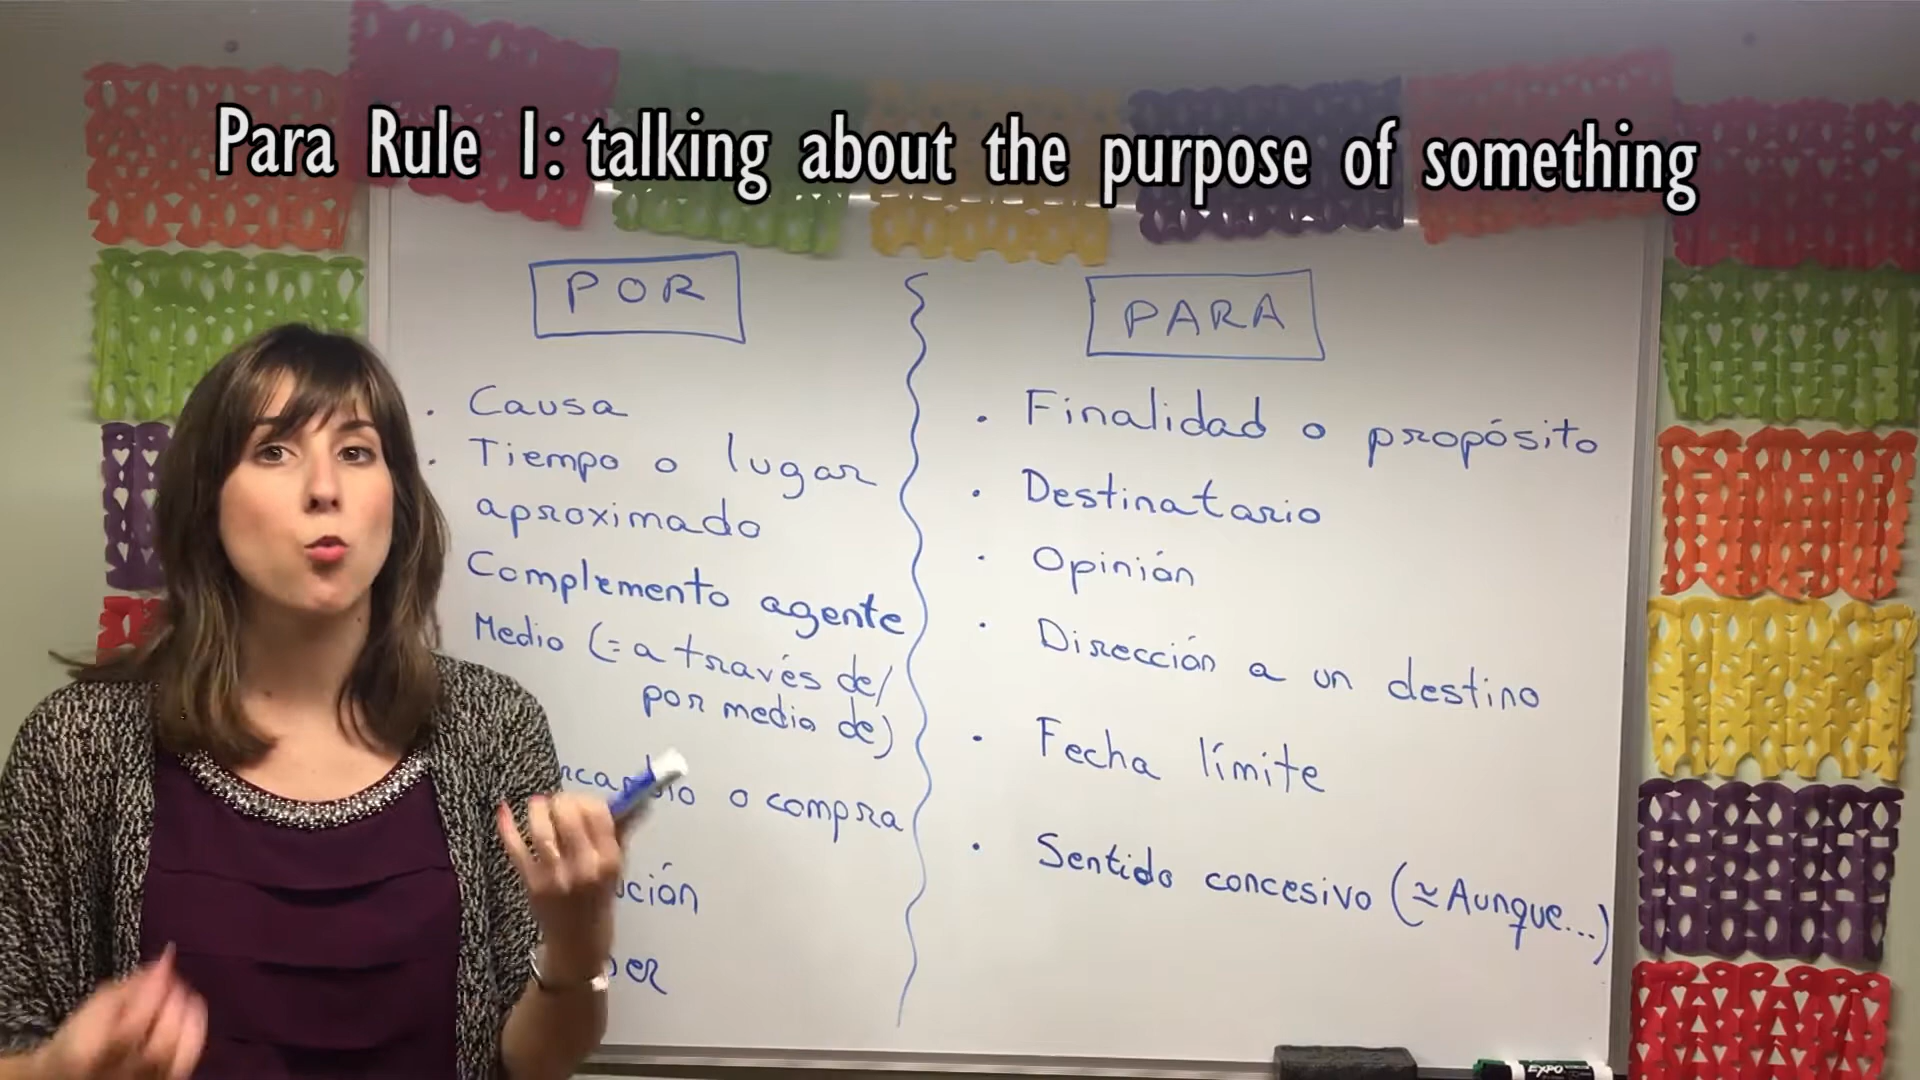 Para Rule 1: talking about the purpose of something
POR
· Causa
· Tiempo o lugar
aproximado
Complemento agente
Medio (= a través de/
por medio de)
o compra
PARA
· Finalidad o propósito
· Destinatario
· Opinión
· Dirección a un destino
· Fecha límite
· Sentido concesivo (≈ Aunque...)
EXPO